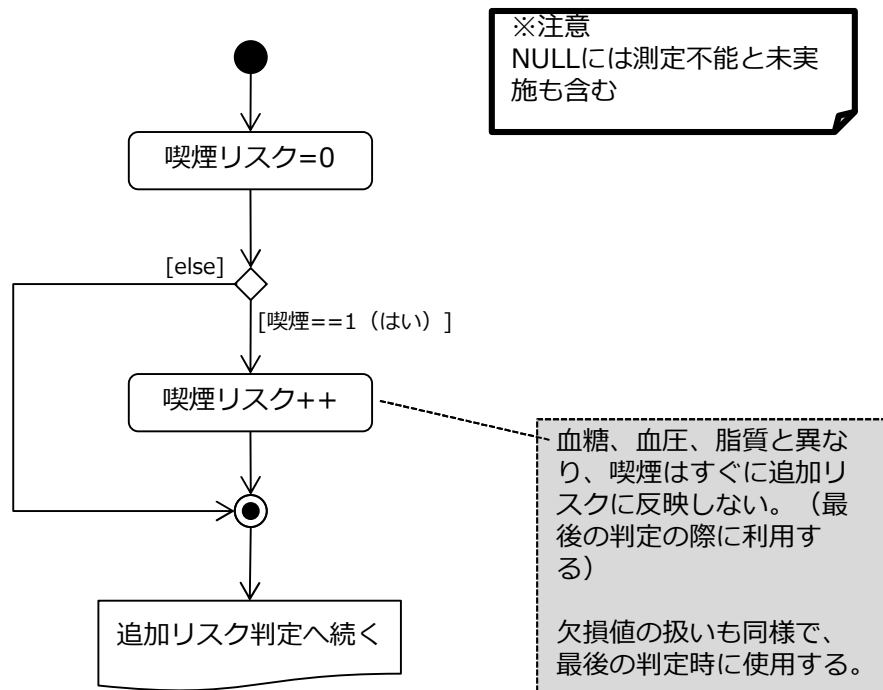 ※注意
NULLには測定不能と未実
施も含む
喫煙リスク=0
[else]
[喫煙==1（はい）]
喫煙リスク++
血糖、血圧、脂質と異な
り、喫煙はすぐに追加リ
スクに反映しない。（最
後の判定の際に利用す
る）
欠損値の扱いも同様で、
最後の判定時に使用する。
追加リスク判定へ続く